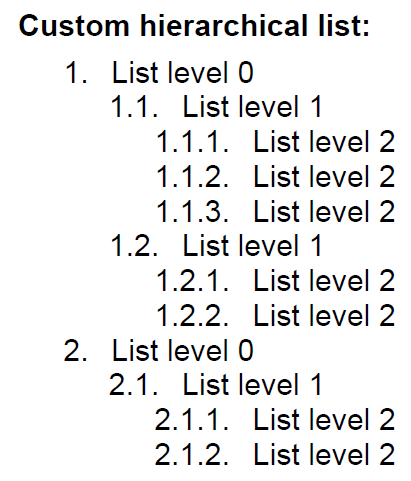 Custom hierarchical list:
1. List level 0
1.1. List level 1
1.1.1. List level 2
1.1.2. List level 2
1.1.3. List level 2
1.2. List level 1
1.2.1. List level 2
1.2.2. List level 2
2. List level 0
2.1. List level 1
2.1.1. List level 2
2.1.2. List level 2